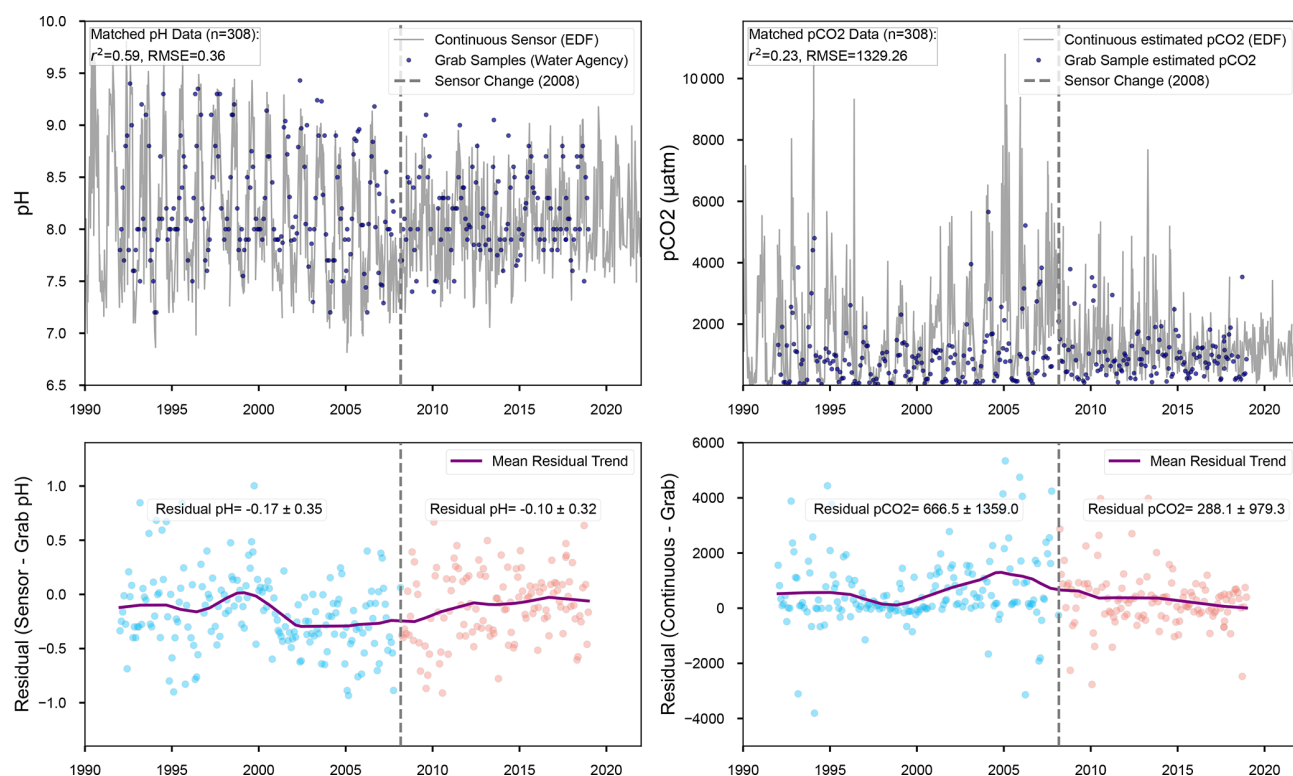 Matched pH Data (n=308):
r²=0.59, RMSE=0.36
Continuous Sensor (EDF)
Grab Samples (Water Agency)
Sensor Change (2008)
pH
10.0
9.5
9.0
8.5
8.0
7.5
7.0
6.5
1990 1995 2000 2005 2010 2015 2020
Matched pCO2 Data (n=308):
r²=0.23, RMSE=1329.26
Continuous estimated pCO2 (EDF)
Grab Sample estimated pCO2
Sensor Change (2008)
pCO2 (µatm)
10 000
8000
6000
4000
2000
1990 1995 2000 2005 2010 2015 2020
Mean Residual Trend
Residual pH= -0.17 ± 0.35
Residual pH= -0.10 ± 0.32
Residual (Sensor - Grab pH)
1.0
0.5
0.0
−0.5
−1.0
1990 1995 2000 2005 2010 2015 2020
Mean Residual Trend
Residual pCO2= 666.5 ± 1359.0
Residual pCO2= 288.1 ± 979.3
Residual (Continuous - Grab)
6000
4000
2000
0
−2000
−4000
1990 1995 2000 2005 2010 2015 2020